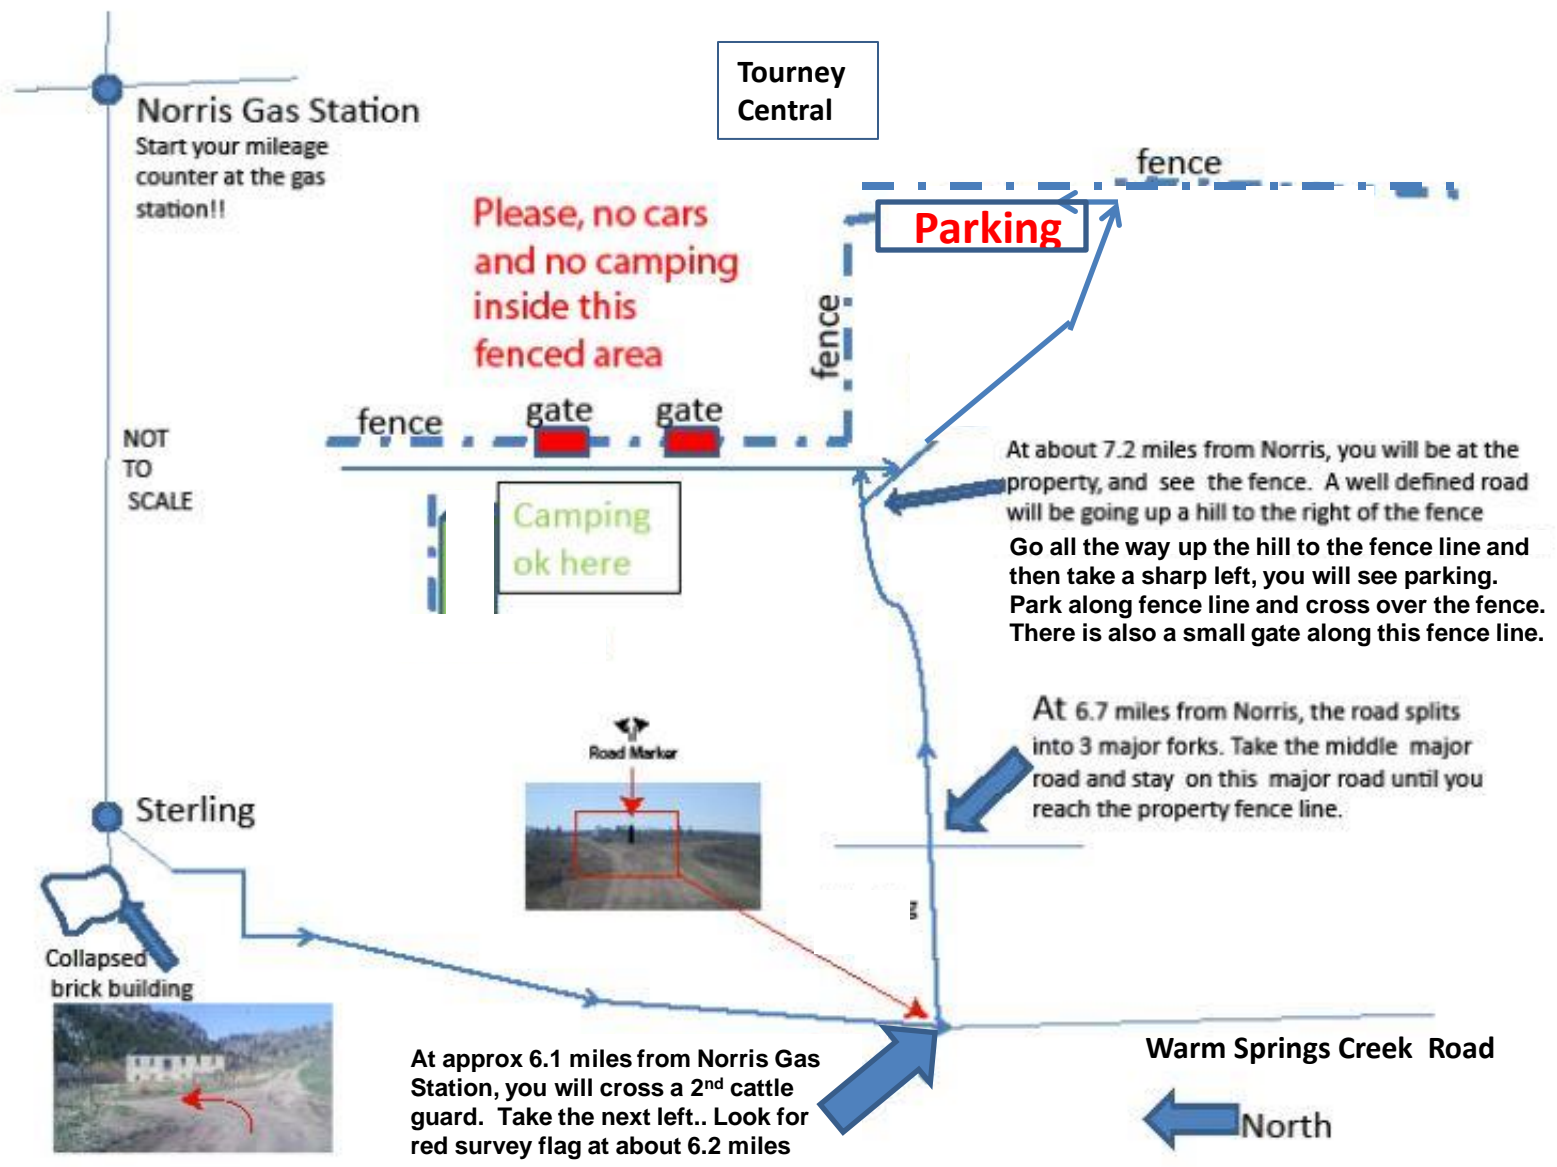 Tourney
Central
Norris Gas Station
Start your mileage
counter at the gas
station!!
fence
Please, no cars
and no camping
inside this
fenced area
Parking
fence
fence
gate
gate
NOT
TO
SCALE
At about 7.2 miles from Norris, you will be at the
property, and see the fence. A well defined road
will be going up a hill to the right of the fence
Go all the way up the hill to the fence line and
then take a sharp left, you will see parking.
Park along fence line and cross over the fence.
There is also a small gate along this fence line.
Camping
ok here
At 6.7 miles from Norris, the road splits
into 3 major forks. Take the middle major
road and stay on this major road until you
reach the property fence line.
Road Marker
Sterling
Collapsed
brick building
At approx 6.1 miles from Norris Gas
Station, you will cross a 2nd cattle
guard. Take the next left.. Look for
red survey flag at about 6.2 miles
Warm Springs Creek Road
North